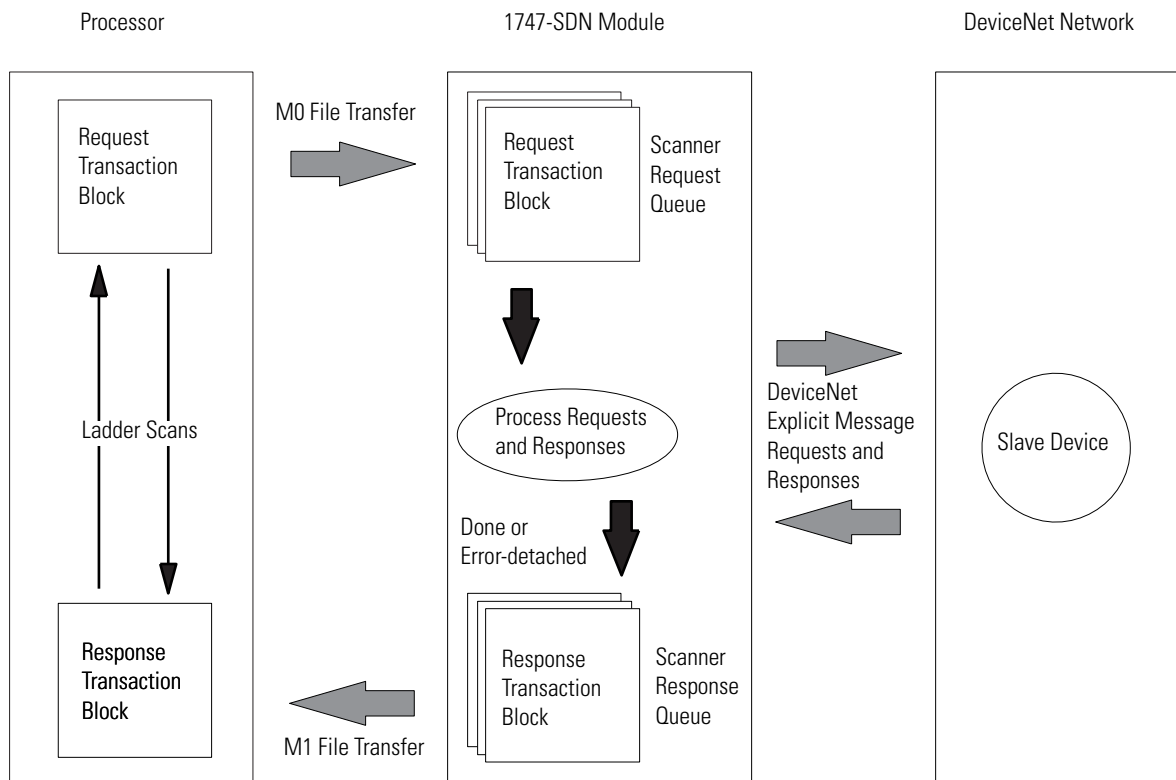 Processor
1747-SDN Module
DeviceNet Network
Request
Transaction
Block
M0 File Transfer
Request
Transaction
Block
Scanner
Request
Queue
Ladder Scans
Process Requests
and Responses
DeviceNet
Explicit Message
Requests and
Responses
Slave Device
Done or
Error-detached
Response
Transaction
Block
M1 File Transfer
Response
Transaction
Block
Scanner
Response
Queue